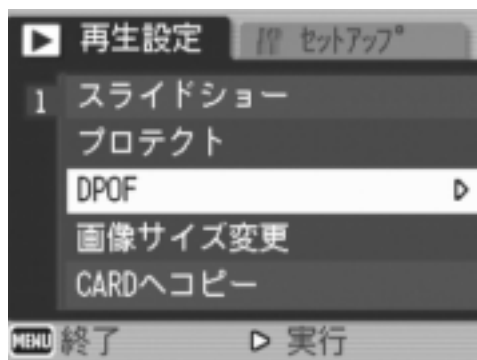 再生設定 セットアップ
1 スライドショー
プロテクト
DPOF
画像サイズ変更
CARDへコピー
MENU 終了 実行